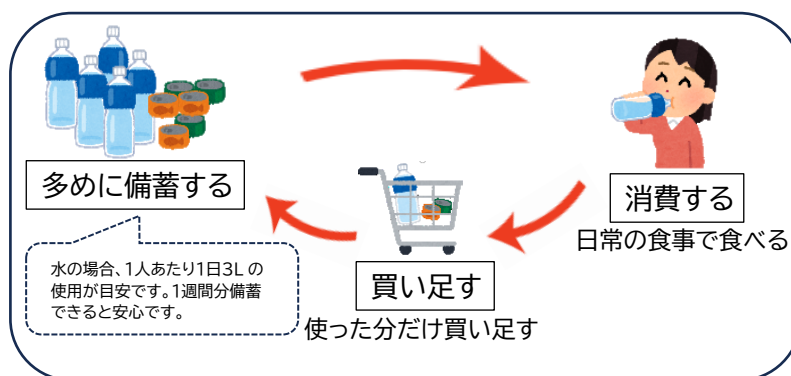 多めに備蓄する
水の場合、1人あたり1日3L の
使用が目安です。1週間分備蓄
できると安心です。
消費する
日常の食事で食べる
買い足す
使った分だけ買い足す